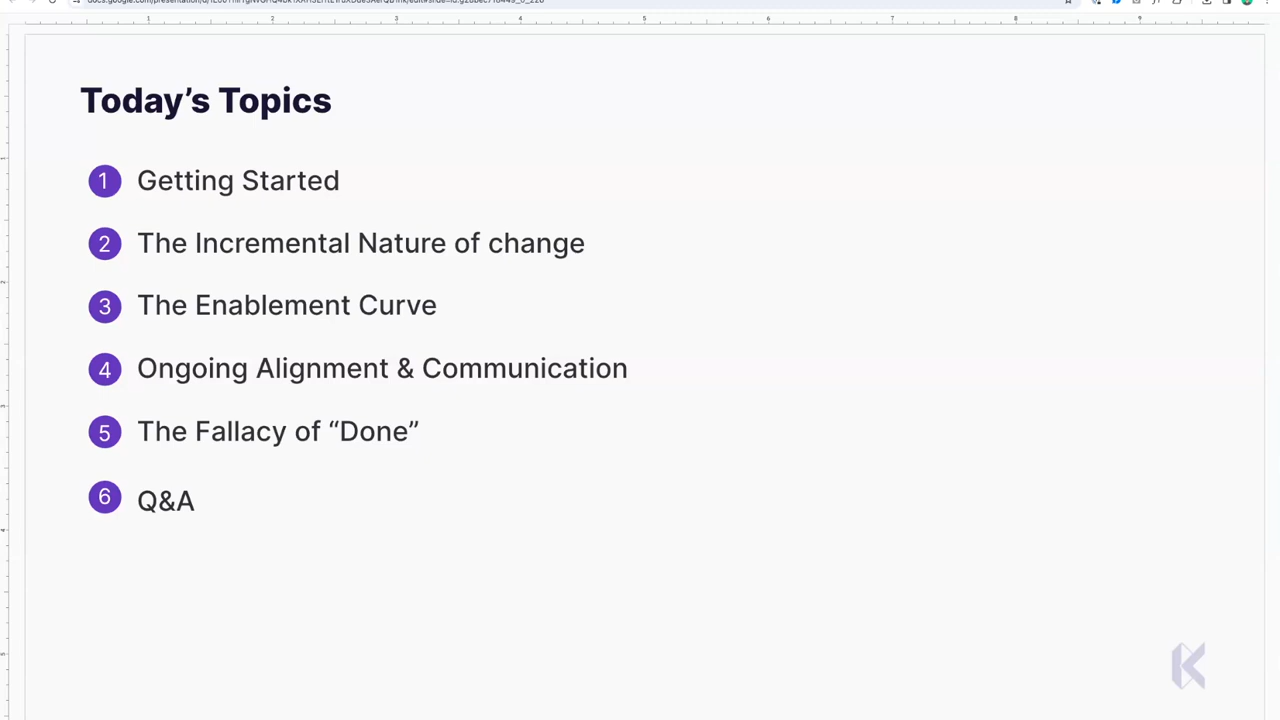 Today’s Topics
1 Getting Started
2 The Incremental Nature of change
3 The Enablement Curve
4 Ongoing Alignment & Communication
5 The Fallacy of “Done”
6 Q&A